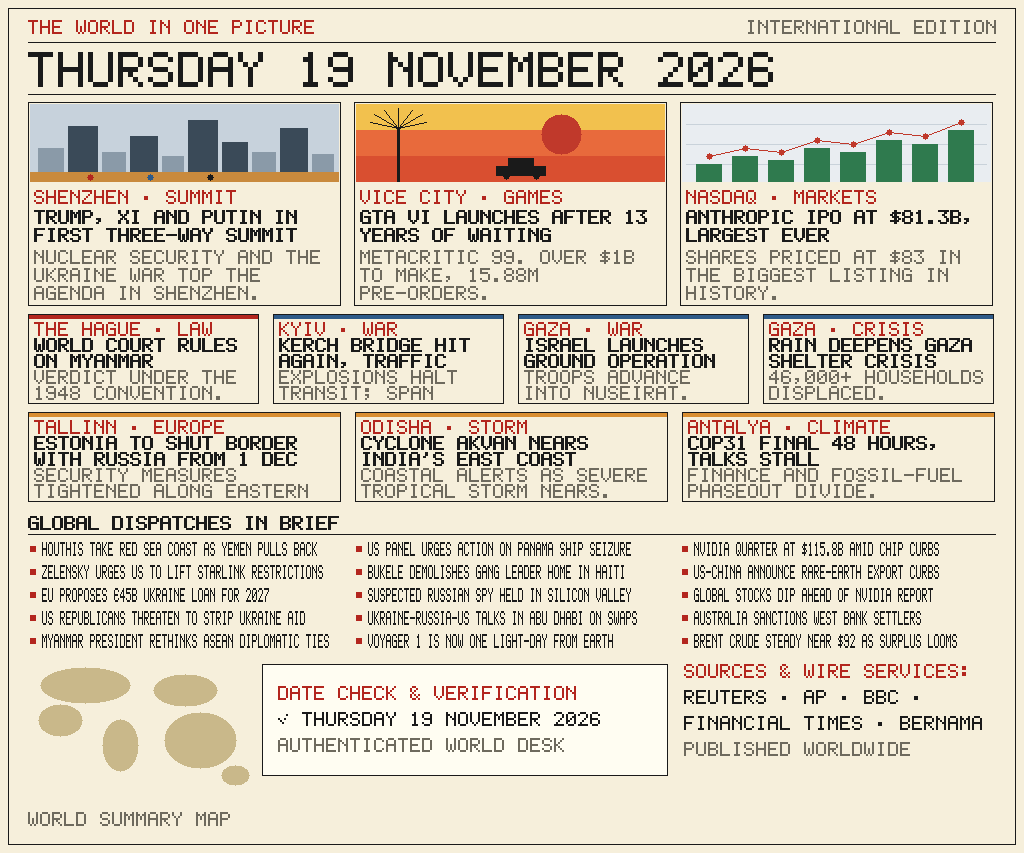 THE WORLD IN ONE PICTURE
INTERNATIONAL EDITION
THURSDAY 19 NOVEMBER 2026
SHENZHEN · SUMMIT
TRUMP, XI AND PUTIN IN
FIRST THREE-WAY SUMMIT
NUCLEAR SECURITY AND THE
UKRAINE WAR TOP THE
AGENDA IN SHENZHEN.
VICE CITY · GAMES
GTA VI LAUNCHES AFTER 13
YEARS OF WAITING
METACRITIC 99. OVER $1B
TO MAKE, 15.88M
PRE-ORDERS.
NASDAQ · MARKETS
ANTHROPIC IPO AT $81.3B,
LARGEST EVER
SHARES PRICED AT $83 IN
THE BIGGEST LISTING IN
HISTORY.
THE HAGUE · LAW
WORLD COURT RULES
ON MYANMAR
VERDICT UNDER THE
1948 CONVENTION.
KYIV · WAR
KERCH BRIDGE HIT
AGAIN, TRAFFIC
EXPLOSIONS HALT
TRANSIT; SPAN
GAZA · WAR
ISRAEL LAUNCHES
GROUND OPERATION
TROOPS ADVANCE
INTO NUSEIRAT.
GAZA · CRISIS
RAIN DEEPENS GAZA
SHELTER CRISIS
46,000+ HOUSEHOLDS
DISPLACED.
TALLINN · EUROPE
ESTONIA TO SHUT BORDER
WITH RUSSIA FROM 1 DEC
SECURITY MEASURES
TIGHTENED ALONG EASTERN
ODISHA · STORM
CYCLONE AKVAN NEARS
INDIA'S EAST COAST
COASTAL ALERTS AS SEVERE
TROPICAL STORM NEARS.
ANTALYA · CLIMATE
COP31 FINAL 48 HOURS,
TALKS STALL
FINANCE AND FOSSIL-FUEL
PHASEOUT DIVIDE.
GLOBAL DISPATCHES IN BRIEF
HOUTHIS TAKE RED SEA COAST AS YEMEN PULLS BACK
ZELENSKY URGES US TO LIFT STARLINK RESTRICTIONS
EU PROPOSES €45B UKRAINE LOAN FOR 2027
US REPUBLICANS THREATEN TO STRIP UKRAINE AID
MYANMAR PRESIDENT RETHINKS ASEAN DIPLOMATIC TIES
US PANEL URGES ACTION ON PANAMA SHIP SEIZURE
BUKELE DEMOLISHES GANG LEADER HOME IN HAITI
SUSPECTED RUSSIAN SPY HELD IN SILICON VALLEY
UKRAINE-RUSSIA-US TALKS IN ABU DHABI ON SWAPS
VOYAGER 1 IS NOW ONE LIGHT-DAY FROM EARTH
NVIDIA QUARTER AT $115.8B AMID CHIP CURBS
US-CHINA ANNOUNCE RARE-EARTH EXPORT CURBS
GLOBAL STOCKS DIP AHEAD OF NVIDIA REPORT
AUSTRALIA SANCTIONS WEST BANK SETTLERS
BRENT CRUDE STEADY NEAR $92 AS SURPLUS LOOMS
DATE CHECK & VERIFICATION
✓ THURSDAY 19 NOVEMBER 2026
AUTHENTICATED WORLD DESK
SOURCES & WIRE SERVICES:
REUTERS · AP · BBC ·
FINANCIAL TIMES · BERNAMA
PUBLISHED WORLDWIDE
WORLD SUMMARY MAP